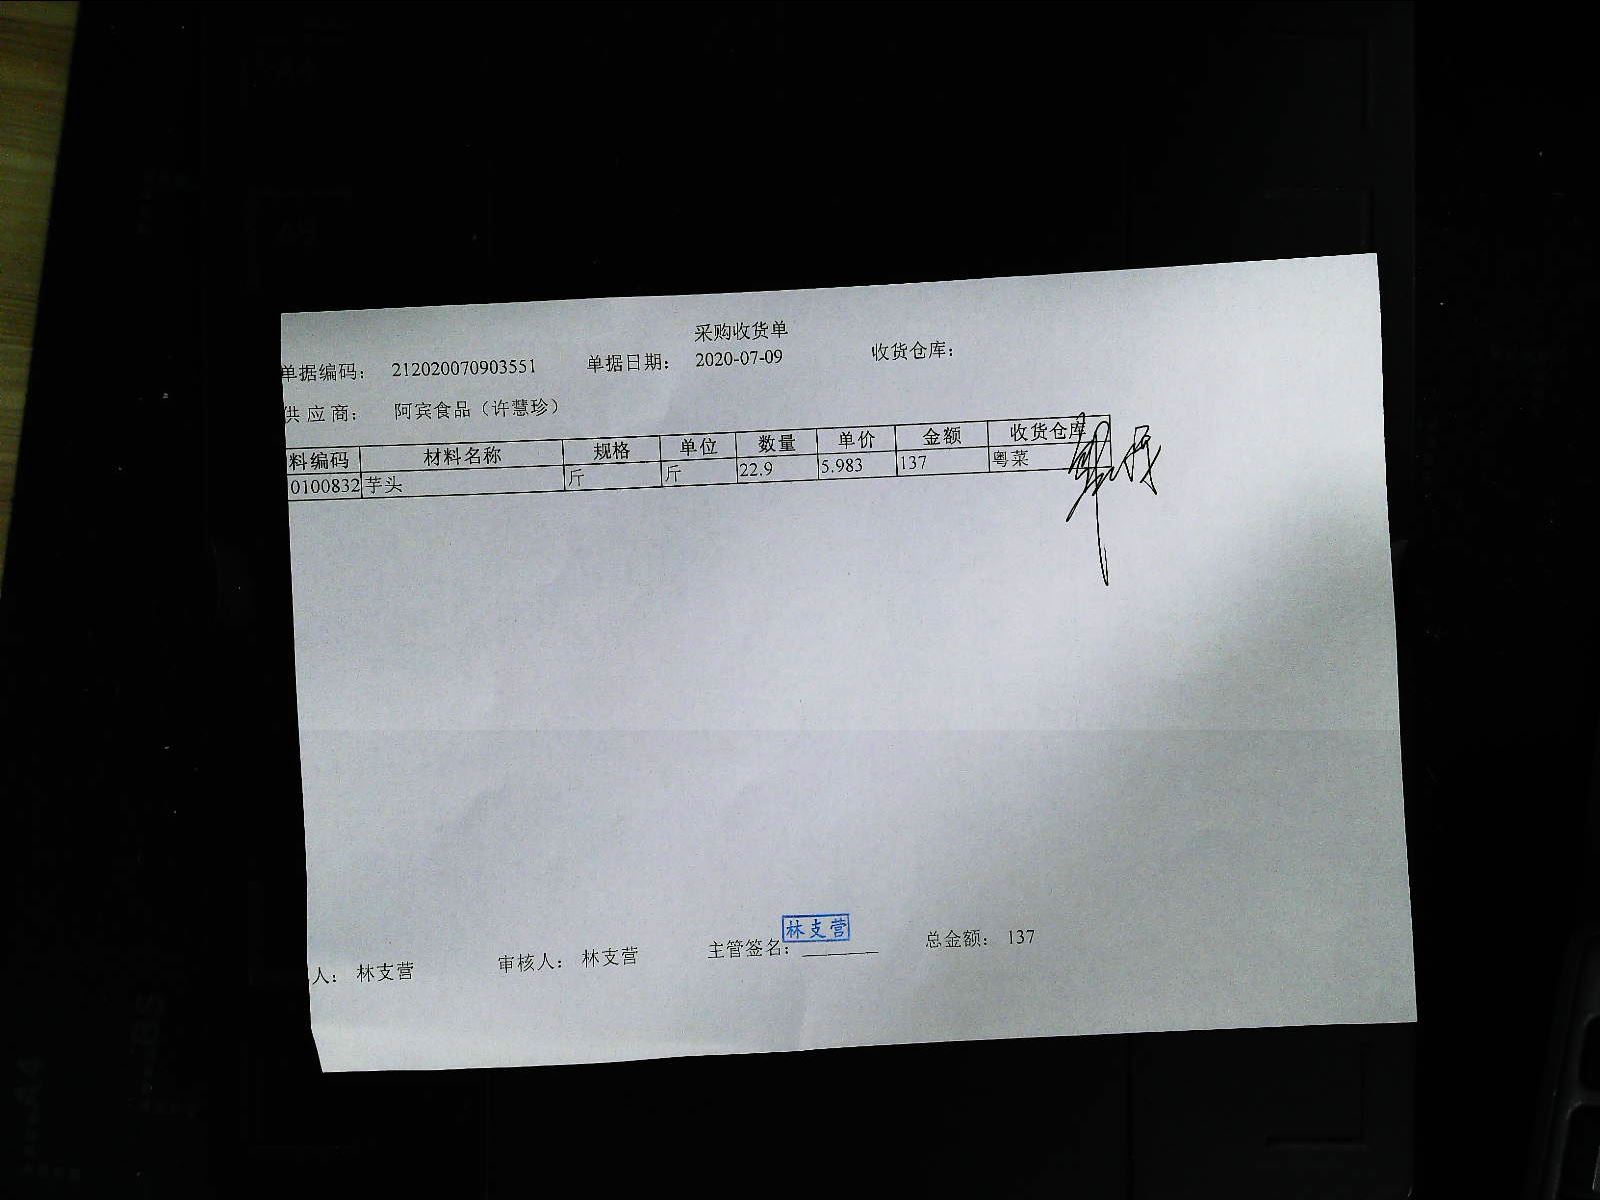 采购收货单
单据编码： 212020070903551 单据日期： 2020-07-09 收货仓库：
供应商： 阿宾食品（许慧珍）
料编码 材料名称 规格 单位 数量 单价 金额 收货仓库
0100832 芋头 斤 斤 22.9 5.983 137 粤菜
人： 林支营 审核人： 林支营 主管签名： 林支营 总金额： 137